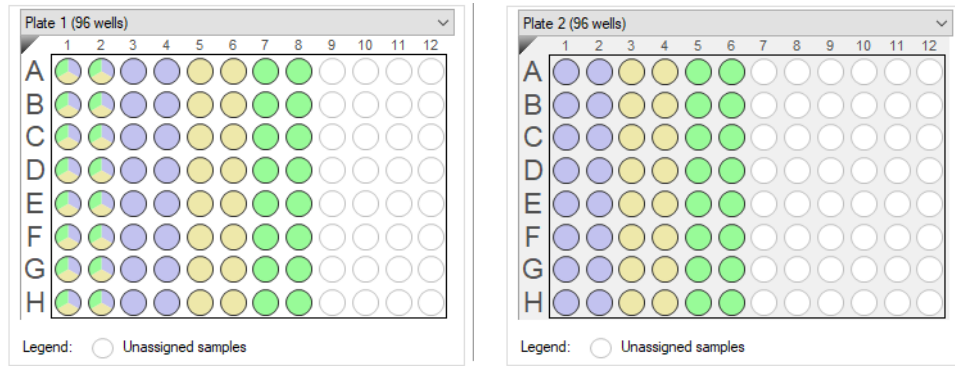 Plate 1 (96 wells)
1 2 3 4 5 6 7 8 9 10 11 12
A
B
C
D
E
F
G
H
Legend: Unassigned samples
Plate 2 (96 wells)
1 2 3 4 5 6 7 8 9 10 11 12
A
B
C
D
E
F
G
H
Legend: Unassigned samples